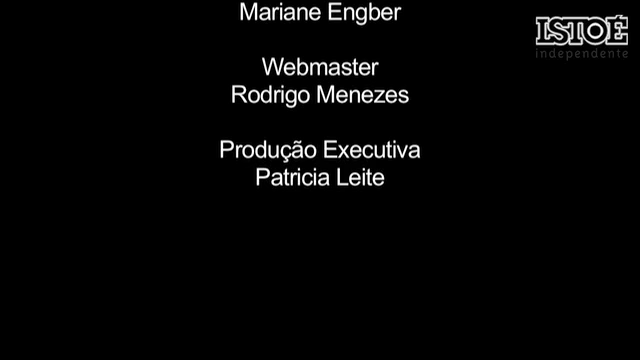 Mariane Engber
ISTOÉ
independente
Webmaster
Rodrigo Menezes
Produção Executiva
Patricia Leite